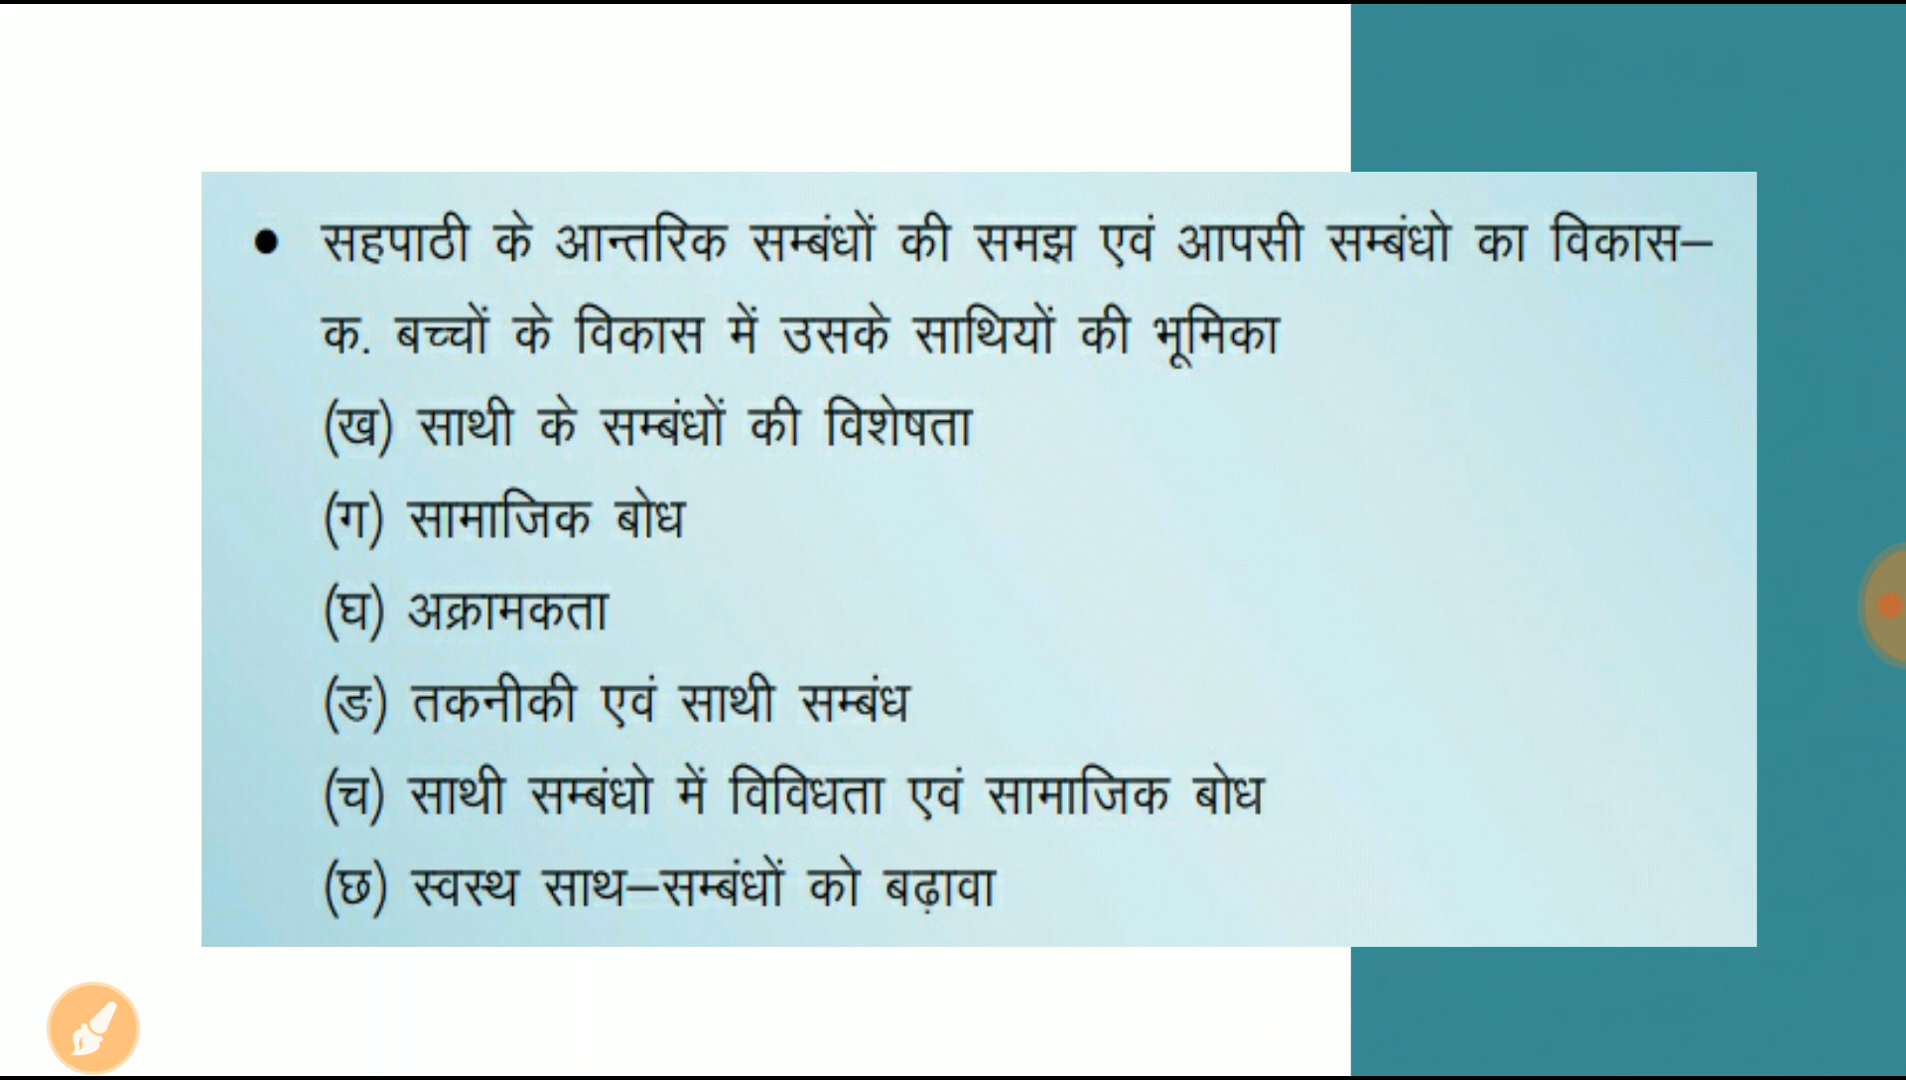 • सहपाठी के आन्तरिक सम्बंधों की समझ एवं आपसी सम्बंधो का विकास–
क. बच्चों के विकास में उसके साथियों की भूमिका
(ख) साथी के सम्बंधों की विशेषता
(ग) सामाजिक बोध
(घ) अक्रामकता
(ङ) तकनीकी एवं साथी सम्बंध
(च) साथी सम्बंधो में विविधता एवं सामाजिक बोध
(छ) स्वस्थ साथ–सम्बंधों को बढ़ावा